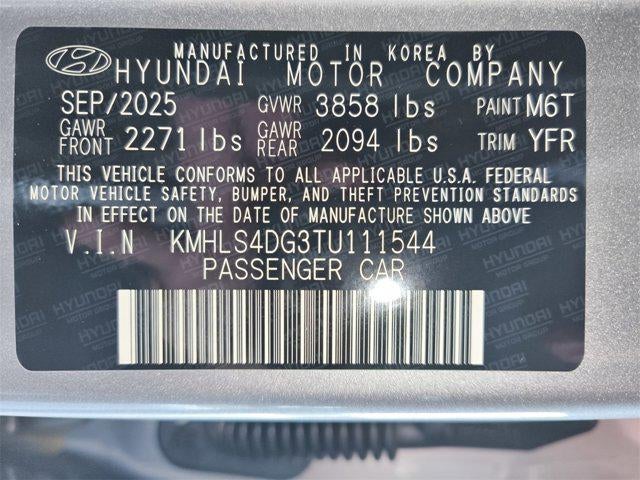 MANUFACTURED IN KOREA BY
HYUNDAI MOTOR COMPANY
SEP/2025 GVWR 3858 lbs PAINT M6T
GAWR FRONT 2271 lbs GAWR REAR 2094 lbs TRIM YFR
THIS VEHICLE CONFORMS TO ALL APPLICABLE U.S.A. FEDERAL
MOTOR VEHICLE SAFETY, BUMPER, AND THEFT PREVENTION STANDARDS
IN EFFECT ON THE DATE OF MANUFACTURE SHOWN ABOVE
V.I.N KMHLS4DG3TU111544
PASSENGER CAR